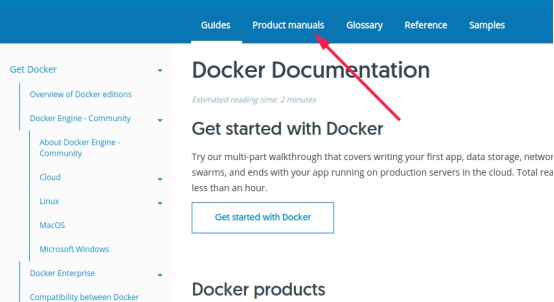 Guides Product manuals Glossary Reference Samples
Get Docker
Overview of Docker editions
Docker Engine - Community
About Docker Engine -
Community
Cloud
Linux
MacOS
Microsoft Windows
Docker Enterprise
Compatibility between Docker
Docker Documentation
Estimated reading time: 2 minutes
Get started with Docker
Try our multi-part walkthrough that covers writing your first app, data storage, networ
swarms, and ends with your app running on production servers in the cloud. Total rea
less than an hour.
Get started with Docker
Docker products